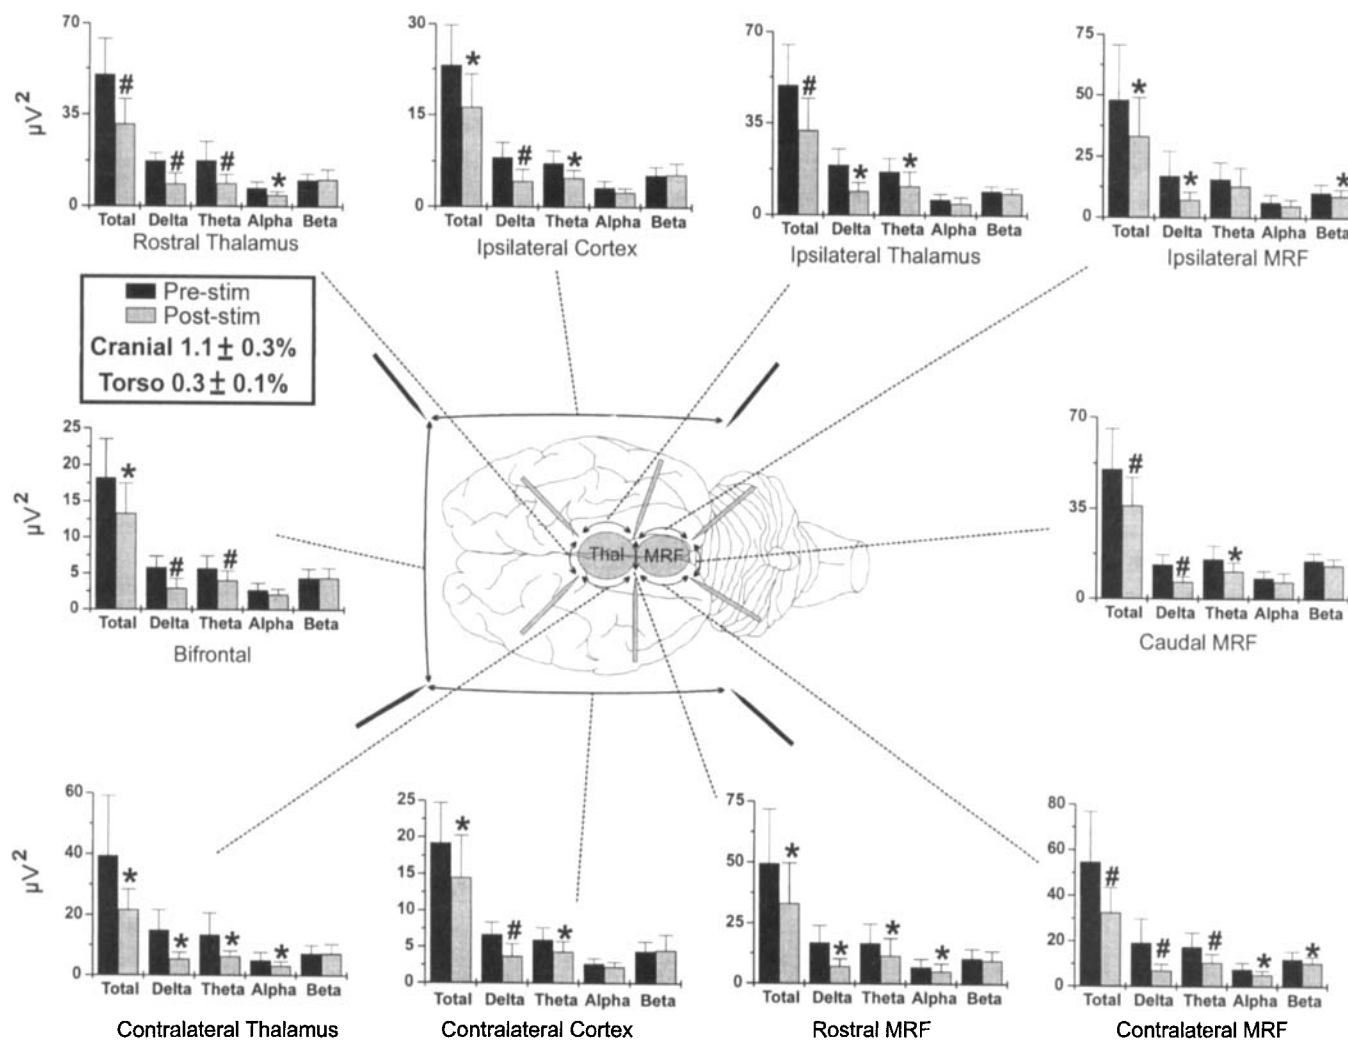 70
35
0
μV²
#
#
#
*
Total Delta Theta Alpha Beta
Rostral Thalamus
30
15
0
*
#
*
Total Delta Theta Alpha Beta
Ipsilateral Cortex
70
35
0
#
*
*
Total Delta Theta Alpha Beta
Ipsilateral Thalamus
75
50
25
0
*
*
*
Total Delta Theta Alpha Beta
Ipsilateral MRF
Pre-stim
Post-stim
Cranial 1.1 ± 0.3%
Torso 0.3 ± 0.1%
25
20
15
10
5
0
μV²
*
#
#
Total Delta Theta Alpha Beta
Bifrontal
Thal MRF
70
35
0
#
#
*
Total Delta Theta Alpha Beta
Caudal MRF
60
40
20
0
μV²
*
*
*
*
Total Delta Theta Alpha Beta
Contralateral Thalamus
25
20
15
10
5
0
*
#
*
Total Delta Theta Alpha Beta
Contralateral Cortex
75
50
25
0
*
*
*
*
Total Delta Theta Alpha Beta
Rostral MRF
80
60
40
20
0
#
#
#
*
*
Total Delta Theta Alpha Beta
Contralateral MRF